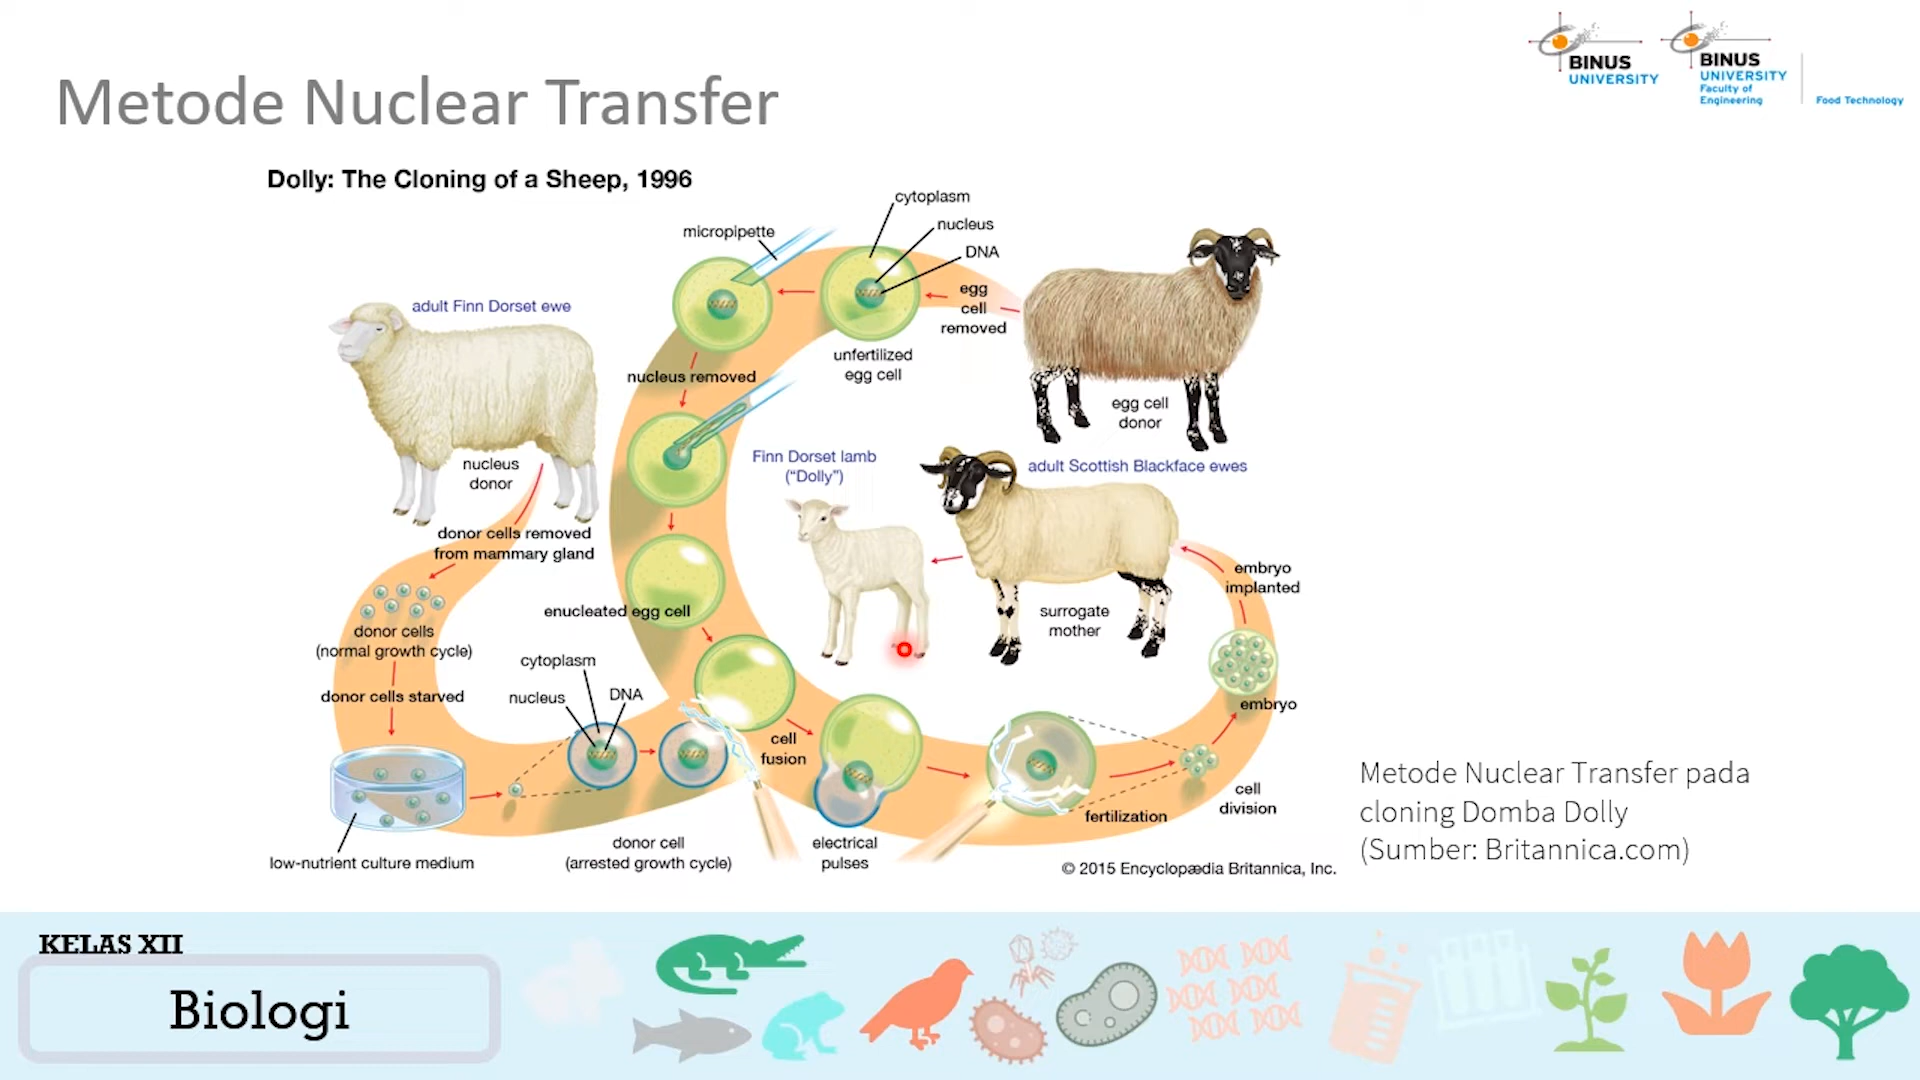 BINUS
UNIVERSITY
BINUS
UNIVERSITY
Faculty of
Engineering
Food Technology
Metode Nuclear Transfer
Dolly: The Cloning of a Sheep, 1996
cytoplasm
nucleus
DNA
micropipette
egg
cell
removed
adult Finn Dorset ewe
unfertilized
egg cell
nucleus removed
egg cell
donor
nucleus
donor
Finn Dorset lamb
(“Dolly”)
adult Scottish Blackface ewes
donor cells removed
from mammary gland
embryo
implanted
enucleated egg cell
surrogate
mother
donor cells
(normal growth cycle)
cytoplasm
nucleus
DNA
donor cells starved
embryo
cell
fusion
cell
division
fertilization
low-nutrient culture medium
donor cell
(arrested growth cycle)
electrical
pulses
© 2015 Encyclopædia Britannica, Inc.
Metode Nuclear Transfer pada
cloning Domba Dolly
(Sumber: Britannica.com)
KELAS XII
Biologi